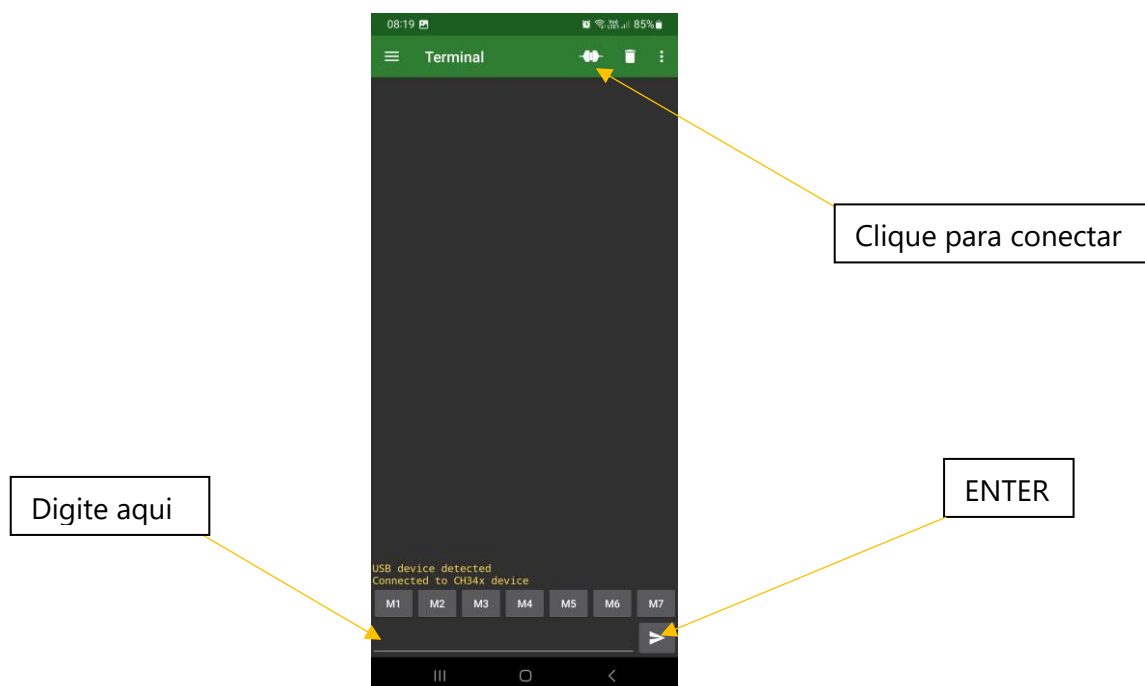 08:19
85%
Terminal
Clique para conectar
ENTER
Digite aqui
USB device detected
Connected to CH34x device
M1 M2 M3 M4 M5 M6 M7